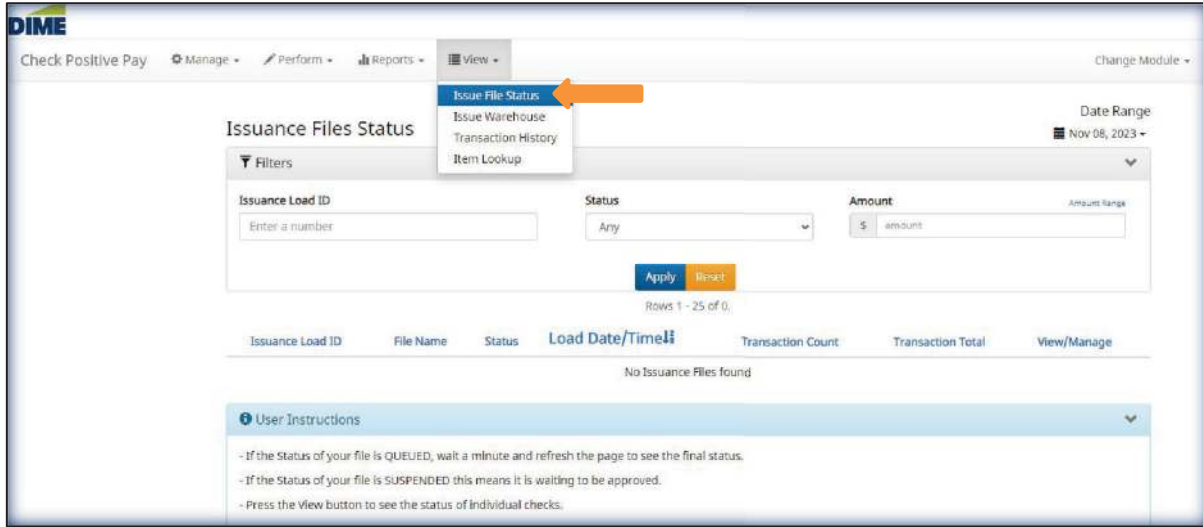 DIME
Check Positive Pay Manage Perform Reports View Change Module
Issue File Status
Issue Warehouse
Transaction History
Item Lookup
Date Range
Nov 08, 2023
Issuance Files Status
Filters
Issuance Load ID Status Amount Amount Range
Enter a number Any $ amount
Apply Reset
Rows 1 - 25 of 0.
Issuance Load ID File Name Status Load Date/Time Transaction Count Transaction Total View/Manage
No Issuance Files found
User Instructions
- If the Status of your file is QUEUED, wait a minute and refresh the page to see the final status.
- If the Status of your file is SUSPENDED this means it is waiting to be approved.
- Press the View button to see the status of individual checks.